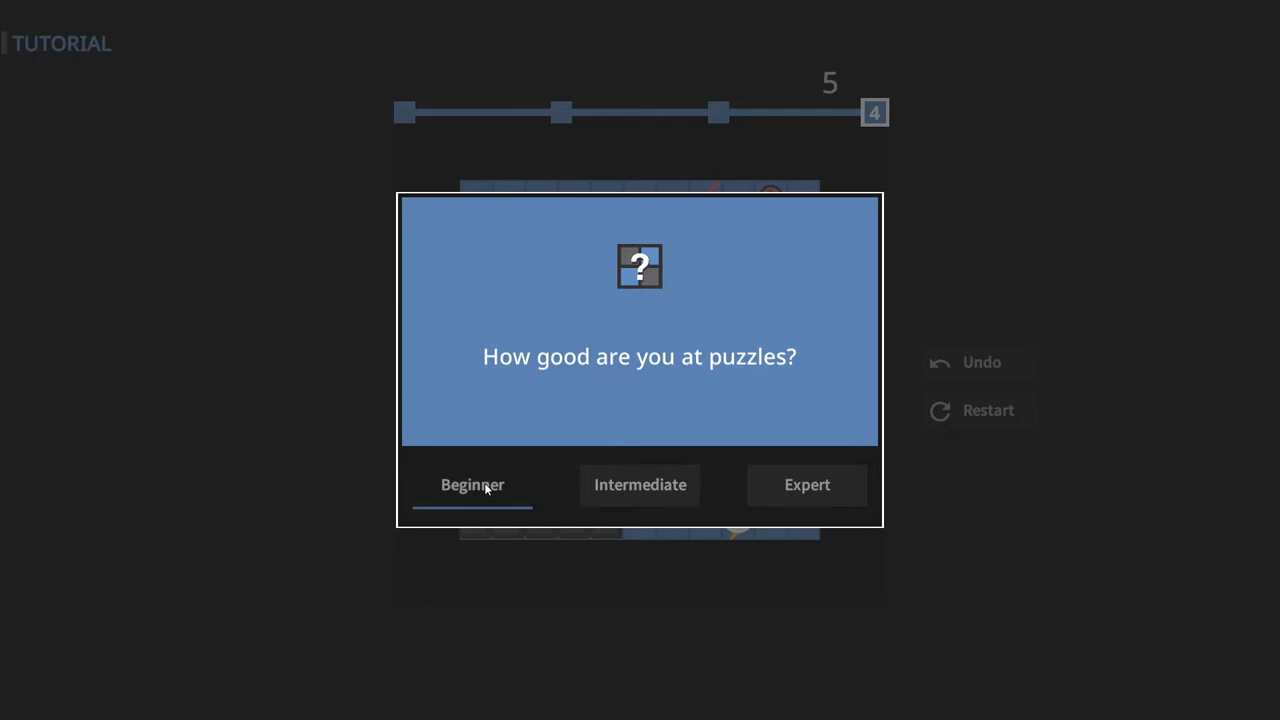 TUTORIAL
5
4
?
How good are you at puzzles?
Undo
Restart
Beginner
Intermediate
Expert